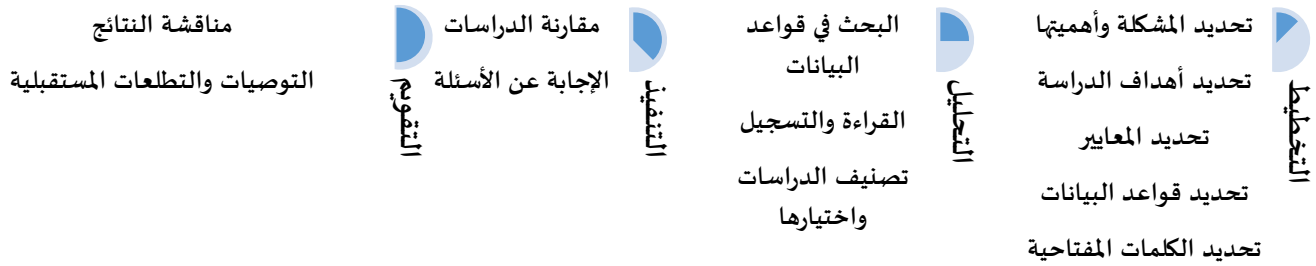 التخطيط
تحديد المشكلة وأهميتها
تحديد أهداف الدراسة
تحديد المعايير
تحديد قواعد البيانات
تحديد الكلمات المفتاحية
التحليل
البحث في قواعد
البيانات
القراءة والتسجيل
تصنيف الدراسات
واختيارها
التنفيذ
مقارنة الدراسات
الإجابة عن الأسئلة
التقويم
مناقشة النتائج
التوصيات والتطلعات المستقبلية